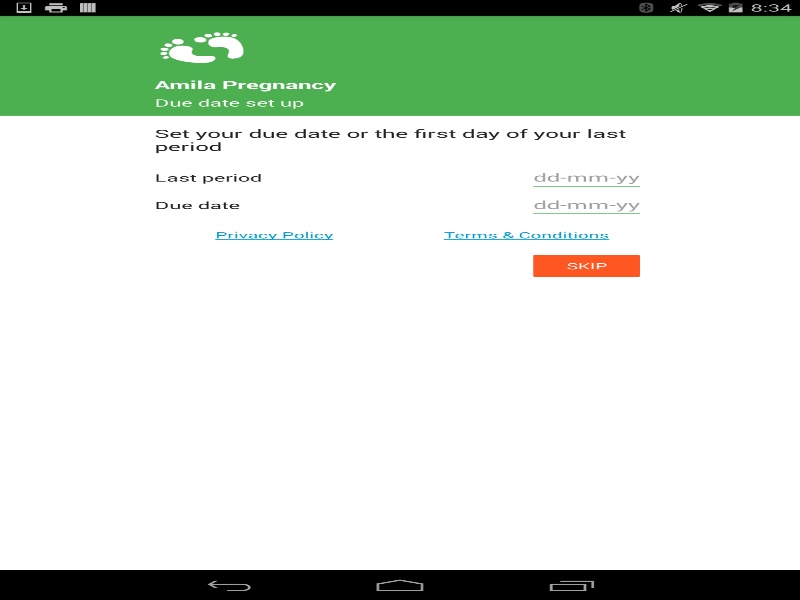 8:34
Amila Pregnancy
Due date set up
Set your due date or the first day of your last
period
Last period dd-mm-yy
Due date dd-mm-yy
Privacy Policy Terms & Conditions
SKIP